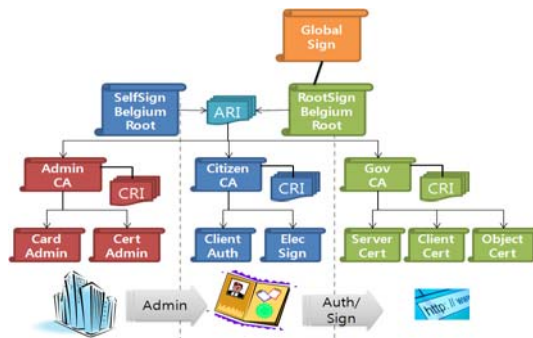 Global
Sign
SelfSign
Belgium
Root
ARI
RootSign
Belgium
Root
Admin
CA
CRI
Citizen
CA
CRI
Gov
CA
CRI
Card
Admin
Cert
Admin
Client
Auth
Elec
Sign
Server
Cert
Client
Cert
Object
Cert
Admin
Auth/
Sign
http://ww